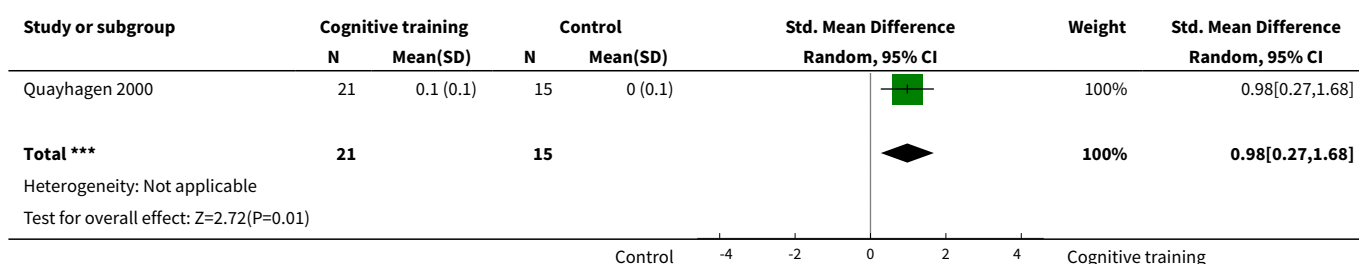 Study or subgroup Cognitive training Control Std. Mean Difference Weight Std. Mean Difference
N Mean(SD) N Mean(SD) Random, 95% CI Random, 95% CI
Quayhagen 2000 21 0.1 (0.1) 15 0 (0.1) 100% 0.98[0.27,1.68]
Total *** 21 15 100% 0.98[0.27,1.68]
Heterogeneity: Not applicable
Test for overall effect: Z=2.72(P=0.01)
Control -4 -2 0 2 4 Cognitive training